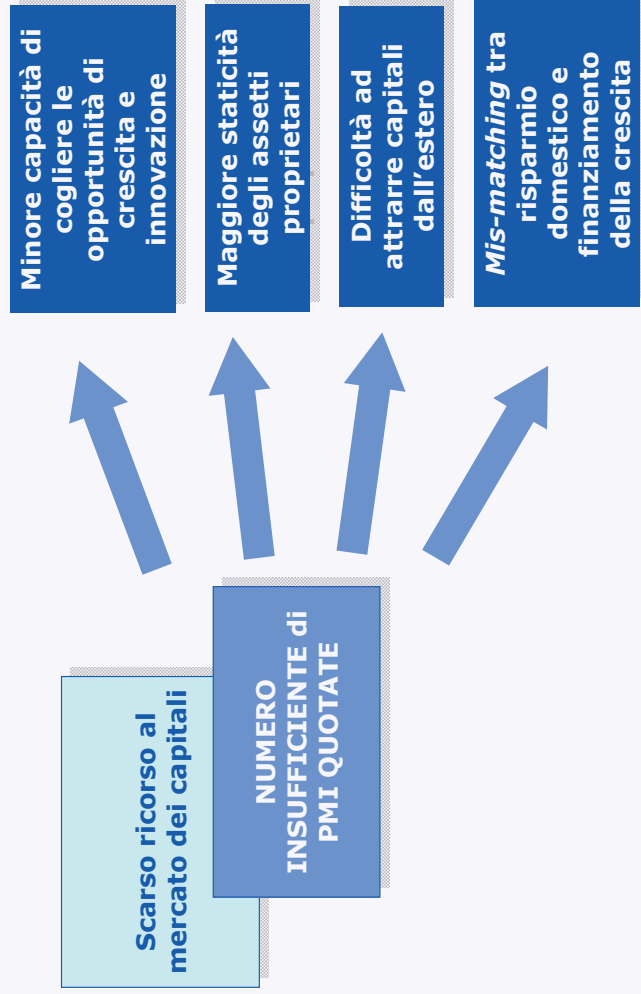 Scarso ricorso al
mercato dei capitali
NUMERO
INSUFFICIENTE di
PMI QUOTATE
Minore capacità di
cogliere le
opportunità di
crescita e
innovazione
Maggiore staticità
degli assetti
proprietari
Difficoltà ad
attrarre capitali
dall’estero
Mis-matching tra
risparmio
domestico e
finanziamento
della crescita